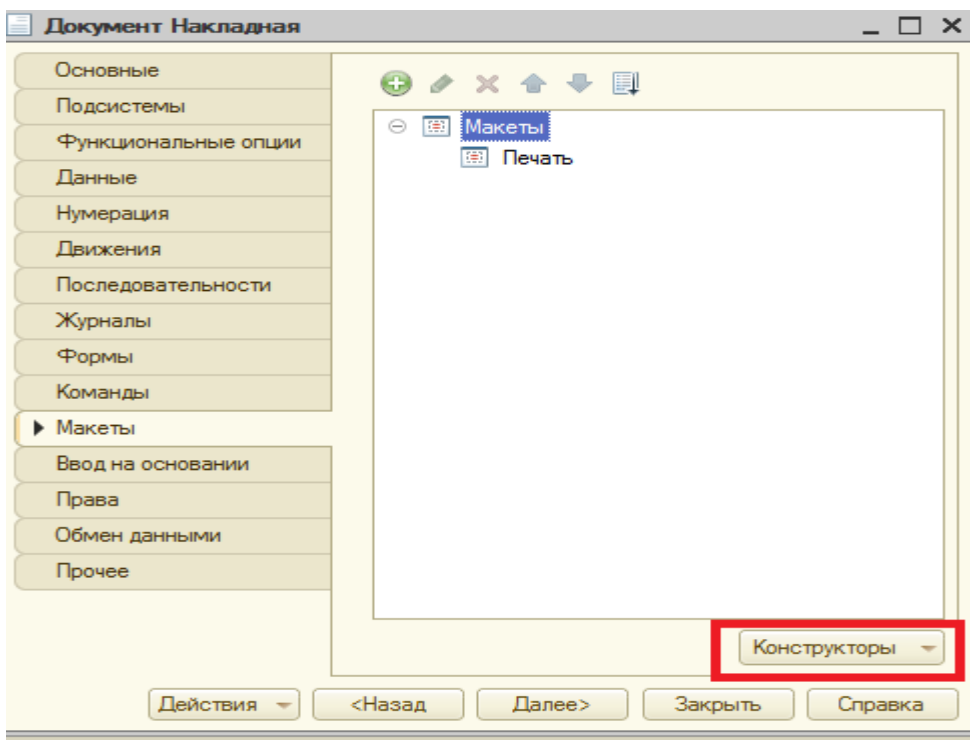 Документ Накладная
Основные
Подсистемы
Функциональные опции
Данные
Нумерация
Движения
Последовательности
Журналы
Формы
Команды
Макеты
Ввод на основании
Права
Обмен данными
Прочее
Макеты
Печать
Конструкторы
Действия
<Назад
Далее>
Закрыть
Справка